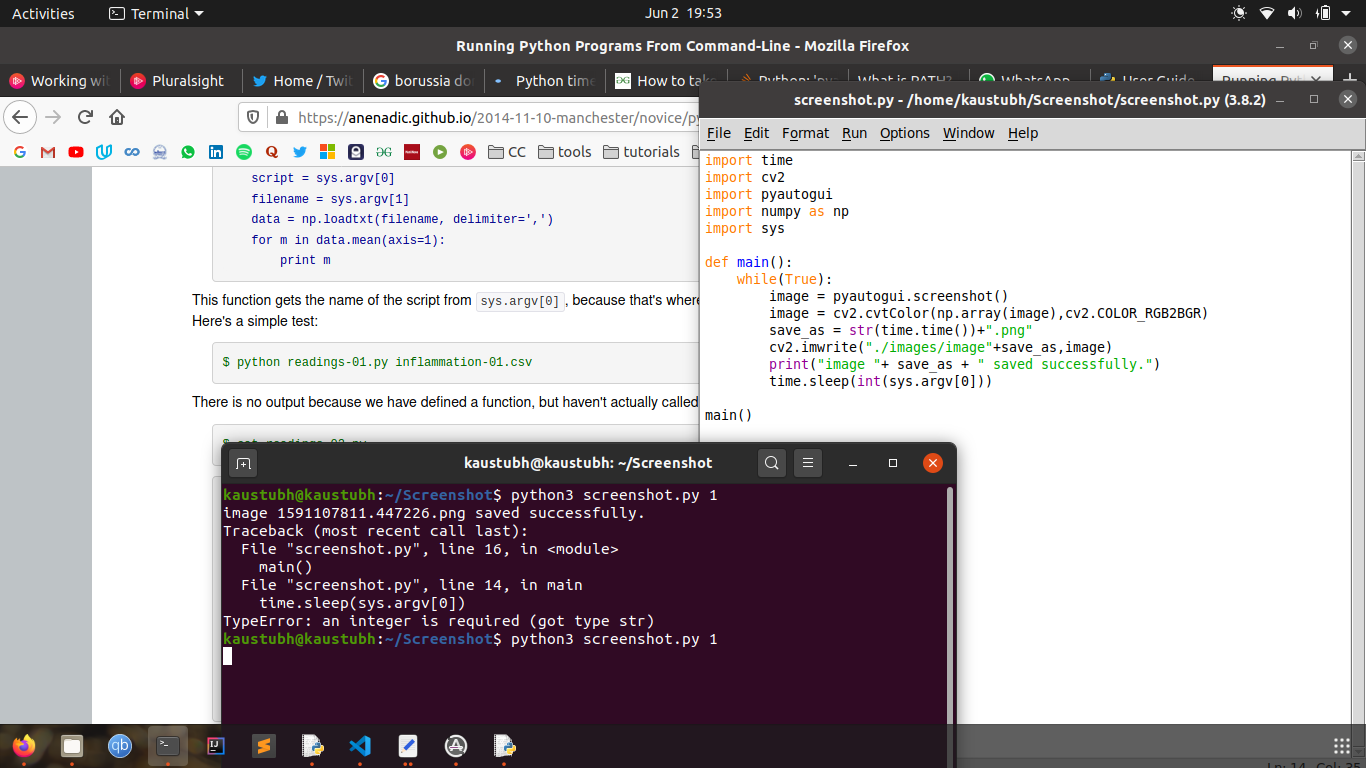 Activities
Terminal
Jun 2 19:53
Running Python Programs From Command-Line - Mozilla Firefox
Working wi
Pluralsight
Home / Twit
borussia do
Python time
How to tak
Python: 'py
What is PATH?
WhatsApp
User Guide
Running Pyt
https://anenadic.github.io/2014-11-10-manchester/novice/py
CC
tools
tutorials
script = sys.argv[0]
filename = sys.argv[1]
data = np.loadtxt(filename, delimiter=',')
for m in data.mean(axis=1):
print m
This function gets the name of the script from sys.argv[0], because that's where
Here's a simple test:
$ python readings-01.py inflammation-01.csv
There is no output because we have defined a function, but haven't actually called
screenshot.py - /home/kaustubh/Screenshot/screenshot.py (3.8.2)
File Edit Format Run Options Window Help
import time
import cv2
import pyautogui
import numpy as np
import sys
def main():
while(True):
image = pyautogui.screenshot()
image = cv2.cvtColor(np.array(image),cv2.COLOR_RGB2BGR)
save_as = str(time.time())+".png"
cv2.imwrite("./images/image"+save_as,image)
print("image "+ save_as + " saved successfully.")
time.sleep(int(sys.argv[0]))
main()
kaustubh@kaustubh: ~/Screenshot
kaustubh@kaustubh:~/Screenshot$ python3 screenshot.py 1
image 1591107811.447226.png saved successfully.
Traceback (most recent call last):
File "screenshot.py", line 16, in <module>
main()
File "screenshot.py", line 14, in main
time.sleep(sys.argv[0])
TypeError: an integer is required (got type str)
kaustubh@kaustubh:~/Screenshot$ python3 screenshot.py 1
qb
Ln: 14 Col: 35